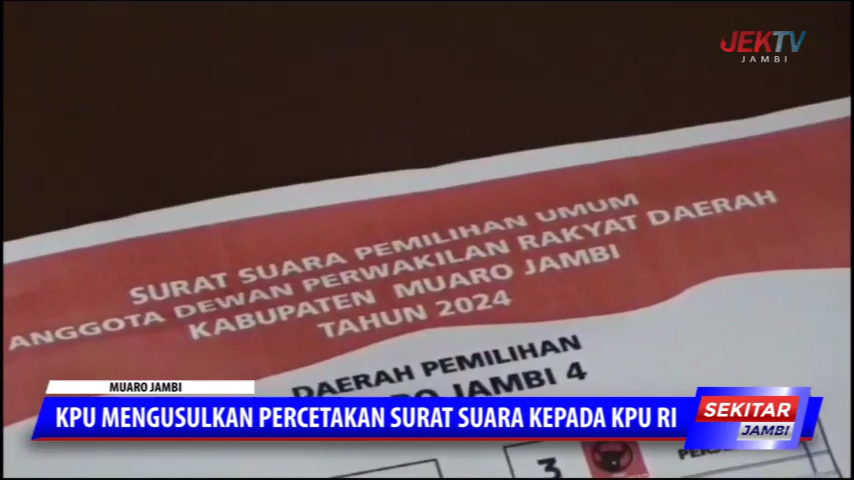 JEKTV
JAMBI
SURAT SUARA PEMILIHAN UMUM
ANGGOTA DEWAN PERWAKILAN RAKYAT DAERAH
KABUPATEN MUARO JAMBI
TAHUN 2024
DAERAH PEMILIHAN
JAMBI 4
3
MUARO JAMBI
KPU MENGUSULKAN PERCETAKAN SURAT SUARA KEPADA KPU RI
SEKITAR
JAMBI